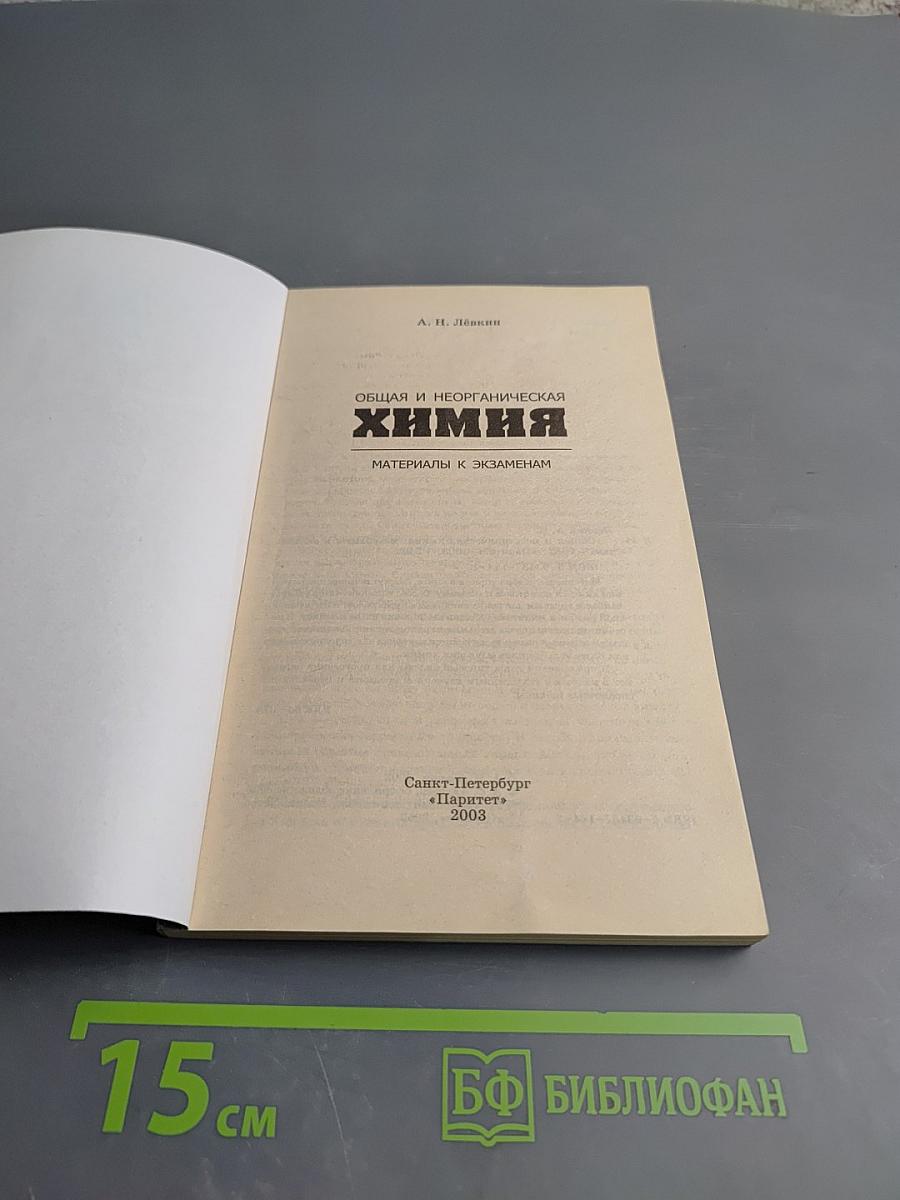 А. Н. Лёвкин
ОБЩАЯ И НЕОРГАНИЧЕСКАЯ
ХИМИЯ
МАТЕРИАЛЫ К ЭКЗАМЕНАМ
Санкт-Петербург
«Паритет»
2003
15 см
БФ БИБЛИОФАН